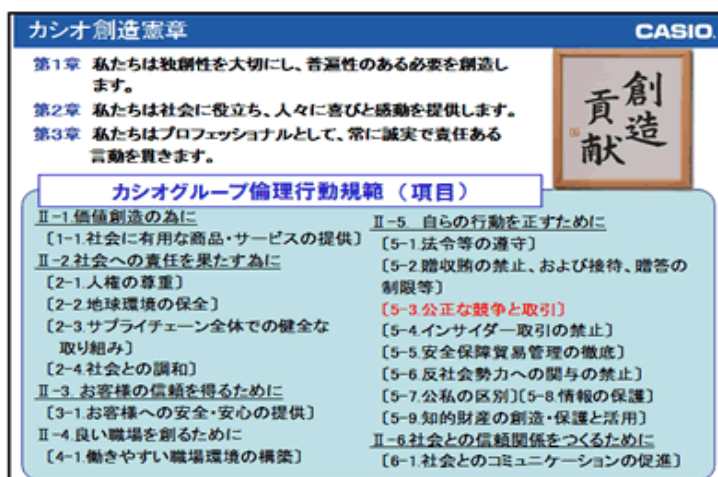 カシオ創造憲章
CASIO.
第1章 私たちは独創性を大切にし、普遍性のある必要を創造し
ます。
第2章 私たちは社会に役立ち、人々に喜びと感動を提供します。
第3章 私たちはプロフェッショナルとして、常に誠実で責任ある
言動を貫きます。
創造
貢献
カシオグループ倫理行動規範（項目）
Ⅱ-1.価値創造の為に
〔1-1.社会に有用な商品・サービスの提供〕
Ⅱ-2.社会への責任を果たす為に
〔2-1.人権の尊重〕
〔2-2.地球環境の保全〕
〔2-3.サプライチェーン全体での健全な
取り組み〕
〔2-4.社会との調和〕
Ⅱ-3. お客様の信頼を得るために
〔3-1.お客様への安全・安心の提供〕
Ⅱ-4.良い職場を創るために
〔4-1.働きやすい職場環境の構築〕
Ⅱ-5. 自らの行動を正すために
〔5-1.法令等の遵守〕
〔5-2.贈収賄の禁止、および接待、贈答の
制限等〕
〔5-3.公正な競争と取引〕
〔5-4.インサイダー取引の禁止〕
〔5-5.安全保障貿易管理の徹底〕
〔5-6.反社会勢力への関与の禁止〕
〔5-7.公私の区別〕〔5-8.情報の保護〕
〔5-9.知的財産の創造・保護と活用〕
Ⅱ-6社会との信頼関係をつくるために
〔6-1.社会とのコミュニケーションの促進〕